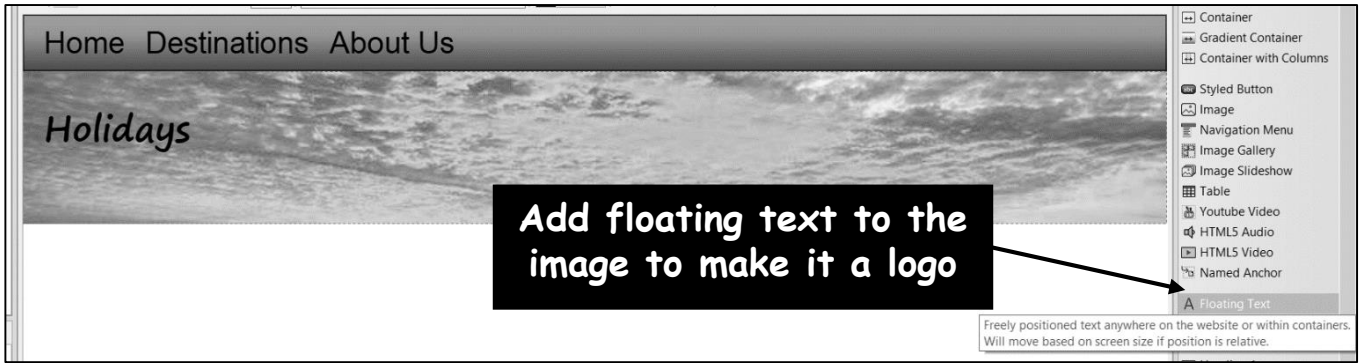 Home Destinations About Us
Holidays
Add floating text to the
image to make it a logo
Container
Gradient Container
Container with Columns
Styled Button
Image
Navigation Menu
Image Gallery
Image Slideshow
Table
Youtube Video
HTML5 Audio
HTML5 Video
Named Anchor
Floating Text
Freely positioned text anywhere on the website or within containers.
Will move based on screen size if position is relative.